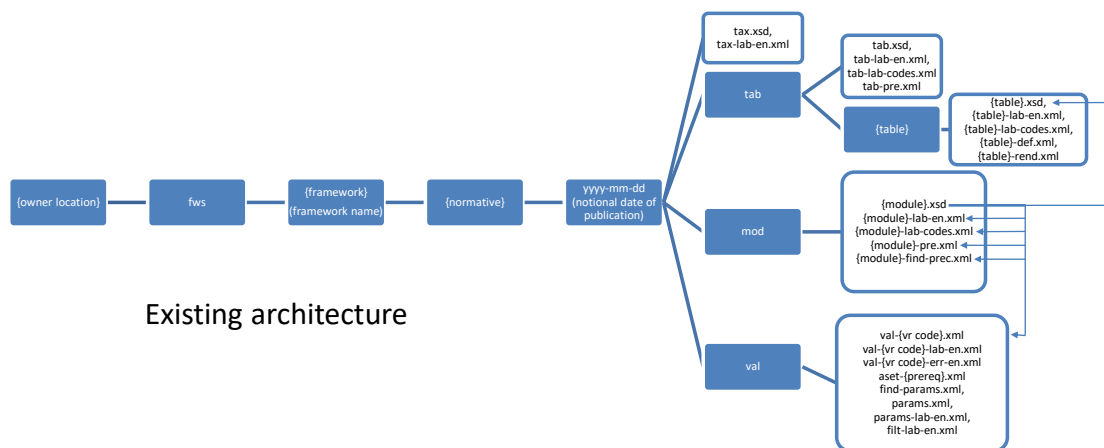 {owner location}
fws
{framework}
(framework name)
{normative}
yyyy-mm-dd
(notional date of
publication)
tax.xsd,
tax-lab-en.xml
tab
tab.xsd,
tab-lab-en.xml,
tab-lab-codes.xml
tab-pre.xml
{table}
{table}.xsd,
{table}-lab-en.xml,
{table}-lab-codes.xml,
{table}-def.xml,
{table}-rend.xml
mod
{module}.xsd
{module}-lab-en.xml
{module}-lab-codes.xml
{module}-pre.xml
{module}-find-prec.xml
val
val-{vr code}.xml
val-{vr code}-lab-en.xml
val-{vr code}-err-en.xml
aset-{prereq}.xml
find-params.xml,
params.xml,
params-lab-en.xml,
filt-lab-en.xml
Existing architecture